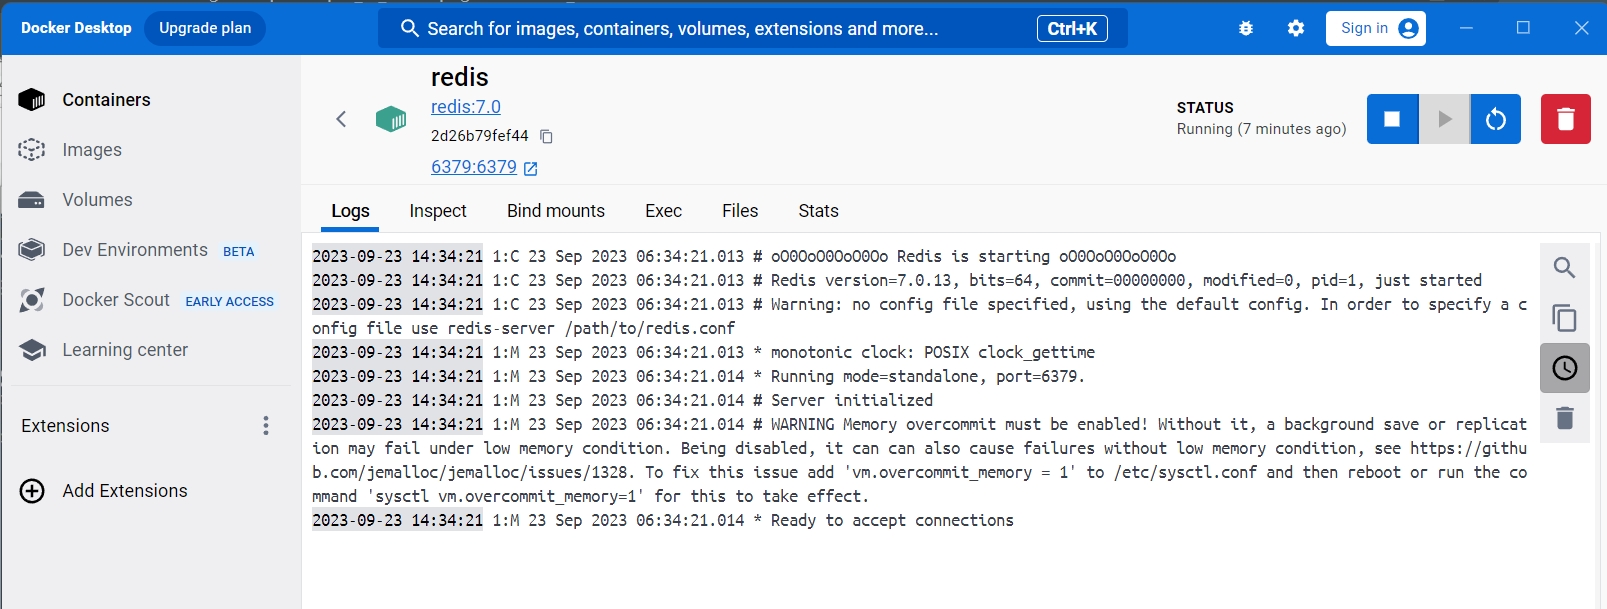 Docker Desktop Upgrade plan Search for images, containers, volumes, extensions and more... Ctrl+K Sign in
Containers
Images
Volumes
Dev Environments BETA
Docker Scout EARLY ACCESS
Learning center
Extensions
Add Extensions
redis
redis:7.0
2d26b79fef44
6379:6379
STATUS
Running (7 minutes ago)
Logs Inspect Bind mounts Exec Files Stats
2023-09-23 14:34:21 1:C 23 Sep 2023 06:34:21.013 # oO0OoO0OoO0Oo Redis is starting oO0OoO0OoO0Oo
2023-09-23 14:34:21 1:C 23 Sep 2023 06:34:21.013 # Redis version=7.0.13, bits=64, commit=00000000, modified=0, pid=1, just started
2023-09-23 14:34:21 1:C 23 Sep 2023 06:34:21.013 # Warning: no config file specified, using the default config. In order to specify a c
onfig file use redis-server /path/to/redis.conf
2023-09-23 14:34:21 1:M 23 Sep 2023 06:34:21.013 * monotonic clock: POSIX clock_gettime
2023-09-23 14:34:21 1:M 23 Sep 2023 06:34:21.014 * Running mode=standalone, port=6379.
2023-09-23 14:34:21 1:M 23 Sep 2023 06:34:21.014 # Server initialized
2023-09-23 14:34:21 1:M 23 Sep 2023 06:34:21.014 # WARNING Memory overcommit must be enabled! Without it, a background save or replicat
ion may fail under low memory condition. Being disabled, it can can also cause failures without low memory condition, see https://githu
b.com/jemalloc/jemalloc/issues/1328. To fix this issue add 'vm.overcommit_memory = 1' to /etc/sysctl.conf and then reboot or run the co
mmand 'sysctl vm.overcommit_memory=1' for this to take effect.
2023-09-23 14:34:21 1:M 23 Sep 2023 06:34:21.014 * Ready to accept connections